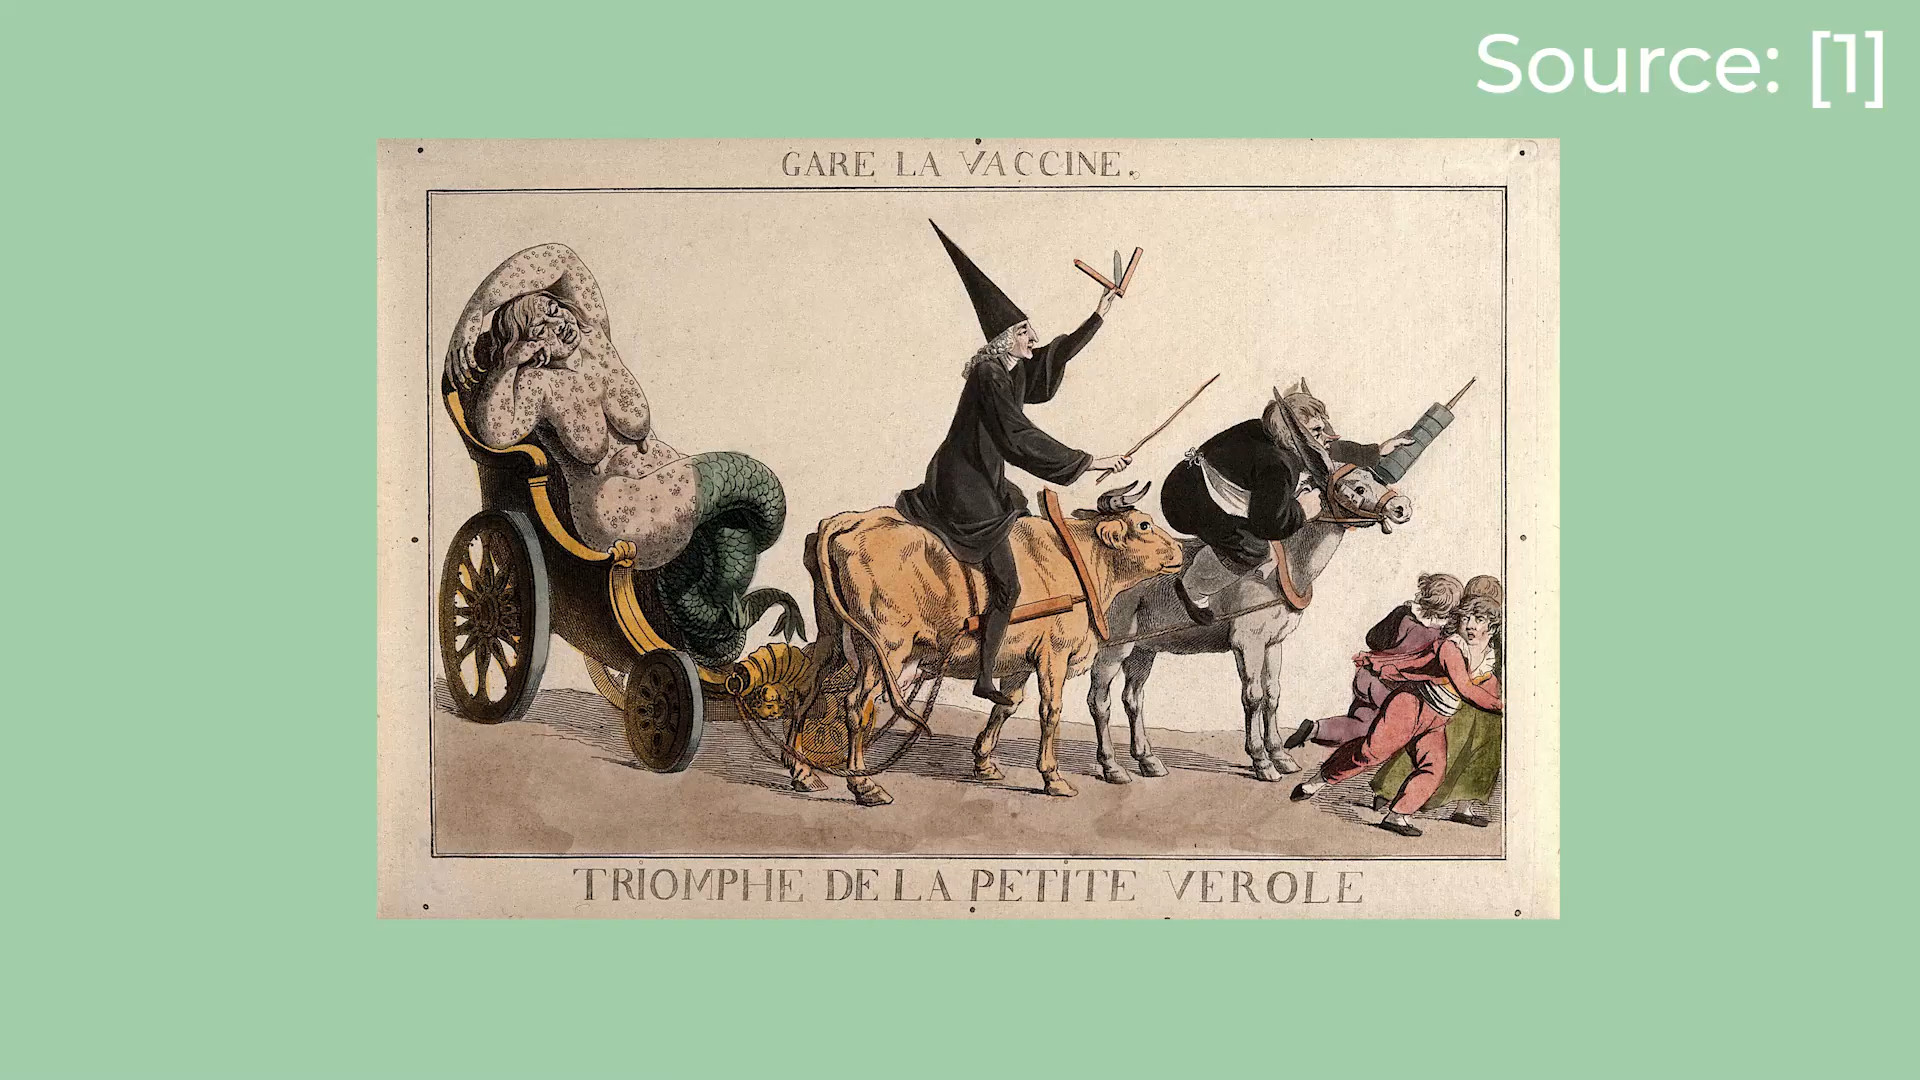 Source: [1]
GARE LA VACCINE.
TRIOMPHE DE LA PETITE VEROLE